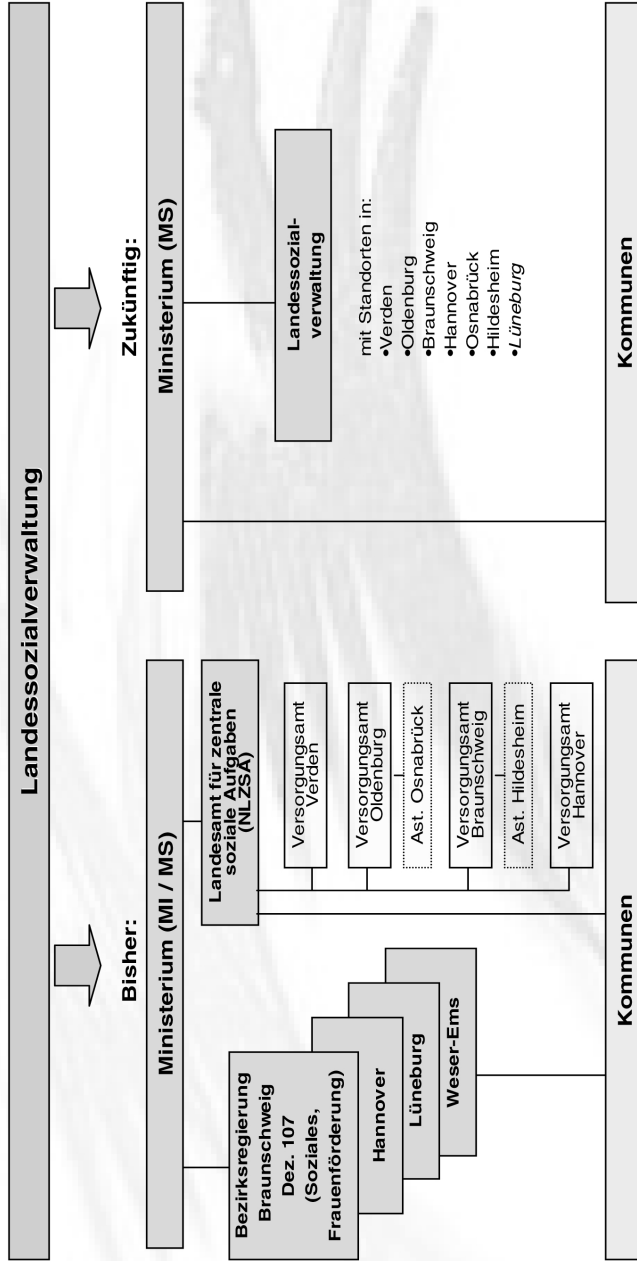 Landessozialverwaltung
Bisher:
Ministerium (MI / MS)
Bezirksregierung
Braunschweig
Dez. 107
(Soziales,
Frauenförderung)
Hannover
Lüneburg
Weser-Ems
Landesamt für zentrale
soziale Aufgaben
(NLZSA)
Versorgungsamt
Verden
Versorgungsamt
Oldenburg
Ast. Osnabrück
Versorgungsamt
Braunschweig
Ast. Hildesheim
Versorgungsamt
Hannover
Kommunen
Zukünftig:
Ministerium (MS)
Landessozial-
verwaltung
mit Standorten in:
•Verden
•Oldenburg
•Braunschweig
•Hannover
•Osnabrück
•Hildesheim
•Lüneburg
Kommunen